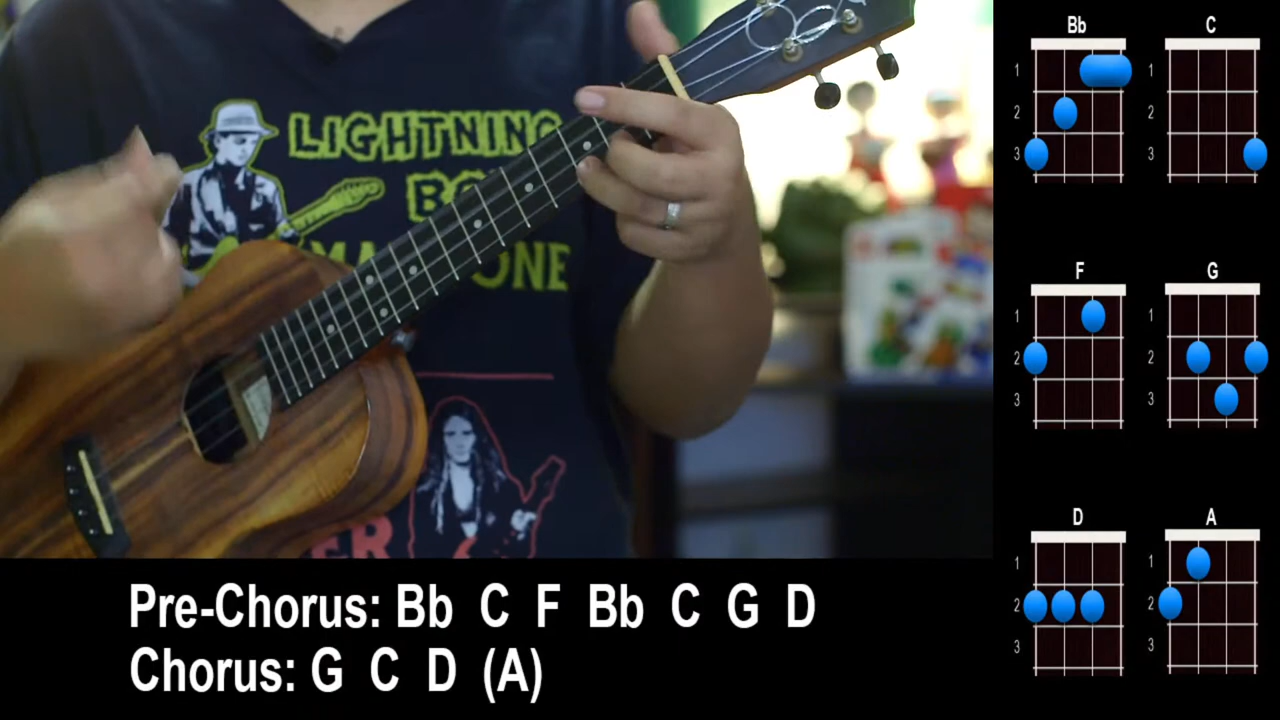 LIGHTNING
Bb C
1 1
2 2
3 3
F G
1 1
2 2
3 3
D A
1 1
2 2
3 3
Pre-Chorus: Bb C F Bb C G D
Chorus: G C D (A)